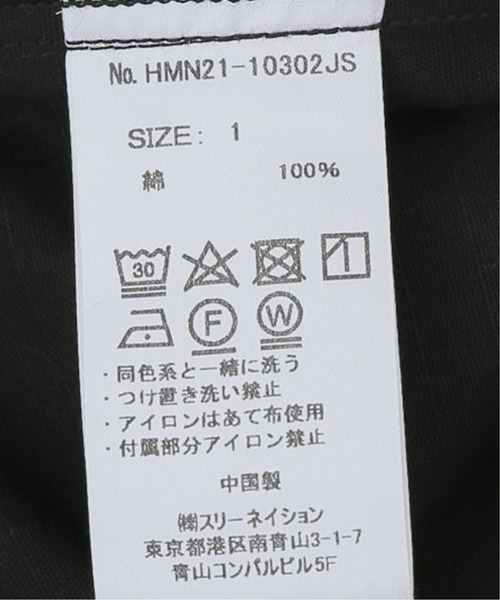 No. HMN21-10302JS
SIZE: 1
綿 100%
30
F W
・同色系と一緒に洗う
・つけ置き洗い禁止
・アイロンはあて布使用
・付属部分アイロン禁止
中国製
㈱スリーネイション
東京都港区南青山3-1-7
青山コンパルビル5F